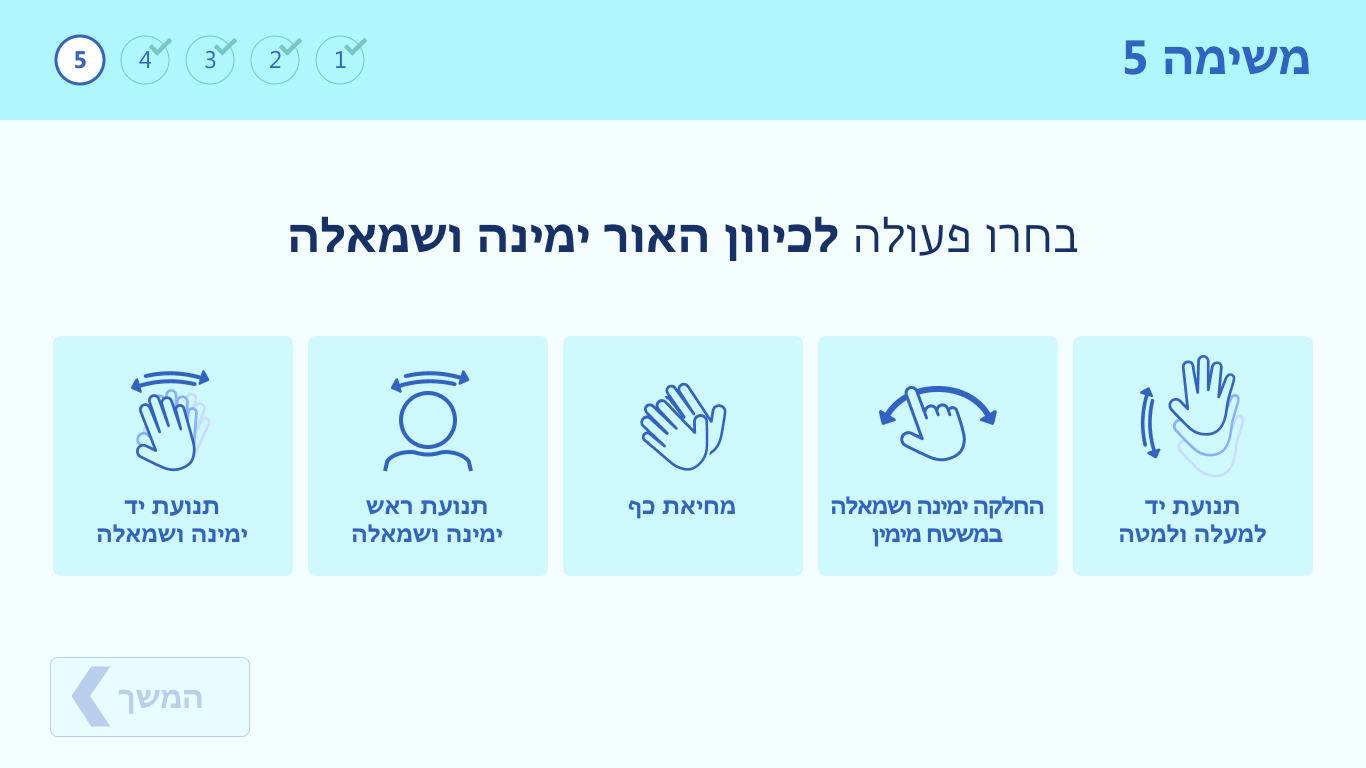 משימה 5
1
2
3
4
5
בחרו פעולה לכיוון האור ימינה ושמאלה
תנועת יד
למעלה ולמטה
החלקה ימינה ושמאלה
במשטח מימין
מחיאת כף
תנועת ראש
ימינה ושמאלה
תנועת יד
ימינה ושמאלה
המשך